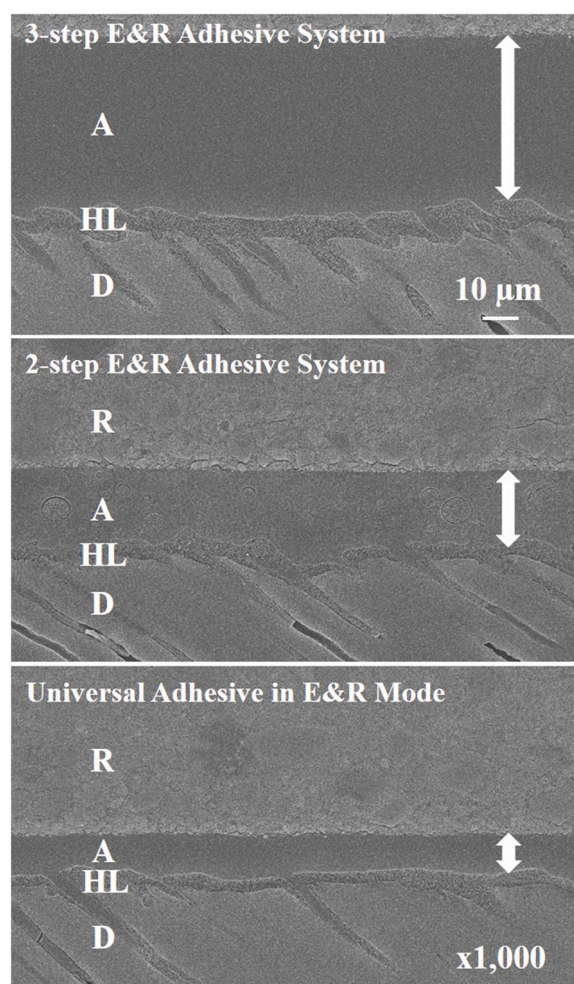 3-step E&R Adhesive System
A
HL
D
10 μm
2-step E&R Adhesive System
R
A
HL
D
Universal Adhesive in E&R Mode
R
A
HL
D
x1,000